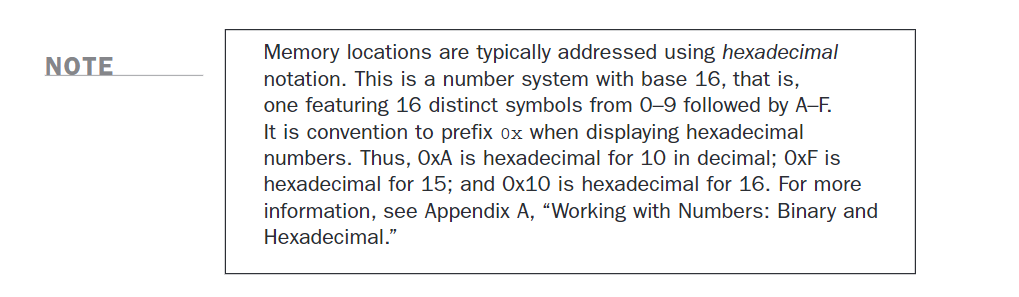 NOTE
Memory locations are typically addressed using hexadecimal
notation. This is a number system with base 16, that is,
one featuring 16 distinct symbols from 0–9 followed by A–F.
It is convention to prefix 0x when displaying hexadecimal
numbers. Thus, 0xA is hexadecimal for 10 in decimal; 0xF is
hexadecimal for 15; and 0x10 is hexadecimal for 16. For more
information, see Appendix A, “Working with Numbers: Binary and
Hexadecimal.”